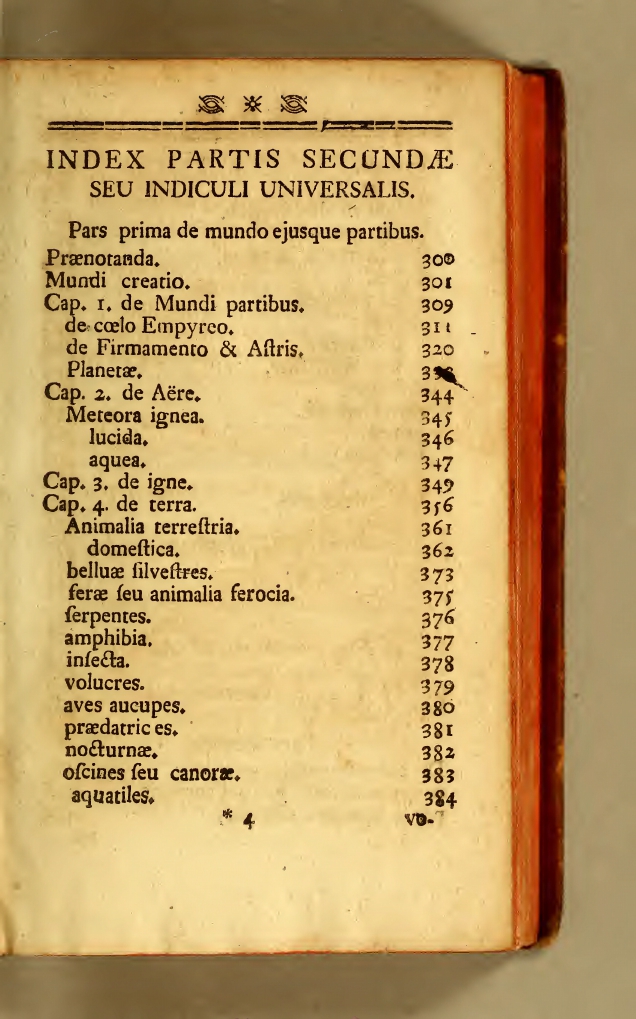 INDEX PARTIS SECUNDÆ
SEU INDICULI UNIVERSALIS.
Pars prima de mundo ejusque partibus.
Prænotanda. 300
Mundi creatio. 301
Cap. 1. de Mundi partibus. 309
de cœlo Empyreo. 311
de Firmamento & Aſtris. 320
Planetæ.
Cap. 2. de Aëre. 344
Meteora ignea. 345
lucida. 346
aquea. 347
Cap. 3. de igne. 349
Cap. 4. de terra. 356
Animalia terreſtria. 361
domeſtica. 362
belluæ ſilveſtres. 373
feræ ſeu animalia ferocia. 375
ſerpentes. 376
amphibia. 377
inſecta. 378
volucres. 379
aves aucupes. 380
prædatric es. 381
nocturnæ. 382
oſcines ſeu canoræ. 383
aquatiles. 384
* 4 vo-